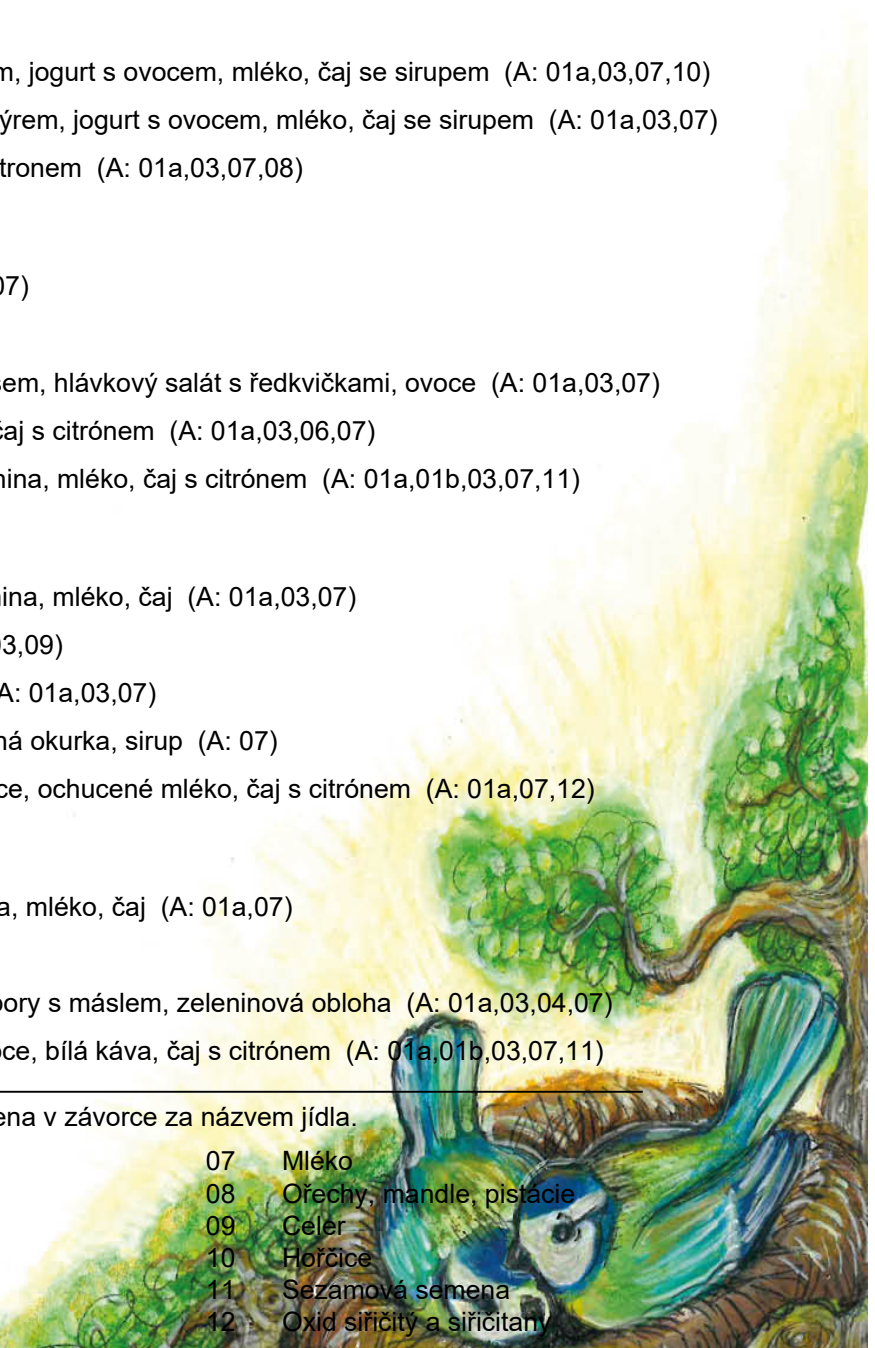 m, jogurt s ovocem, mléko, čaj se sirupem (A: 01a,03,07,10)
ýrem, jogurt s ovocem, mléko, čaj se sirupem (A: 01a,03,07)
tronem (A: 01a,03,07,08)
07)
sem, hlávkový salát s ředkvičkami, ovoce (A: 01a,03,07)
čaj s citrónem (A: 01a,03,06,07)
nina, mléko, čaj s citrónem (A: 01a,01b,03,07,11)
nina, mléko, čaj (A: 01a,03,07)
03,09)
A: 01a,03,07)
ná okurka, sirup (A: 07)
ce, ochucené mléko, čaj s citrónem (A: 01a,07,12)
a, mléko, čaj (A: 01a,07)
bory s máslem, zeleninová obloha (A: 01a,03,04,07)
oce, bílá káva, čaj s citrónem (A: 01a,01b,03,07,11)
ena v závorce za názvem jídla.
07 Mléko
08 Ořechy, mandle, pistácie
09 Celer
10 Hořčice
11 Sezamová semena
12 Oxid siřičitý a siřičitany